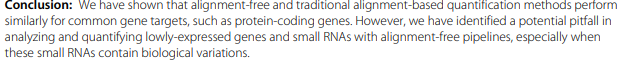 Conclusion: We have shown that alignment-free and traditional alignment-based quantification methods perform
similarly for common gene targets, such as protein-coding genes. However, we have identified a potential pitfall in
analyzing and quantifying lowly-expressed genes and small RNAs with alignment-free pipelines, especially when
these small RNAs contain biological variations.